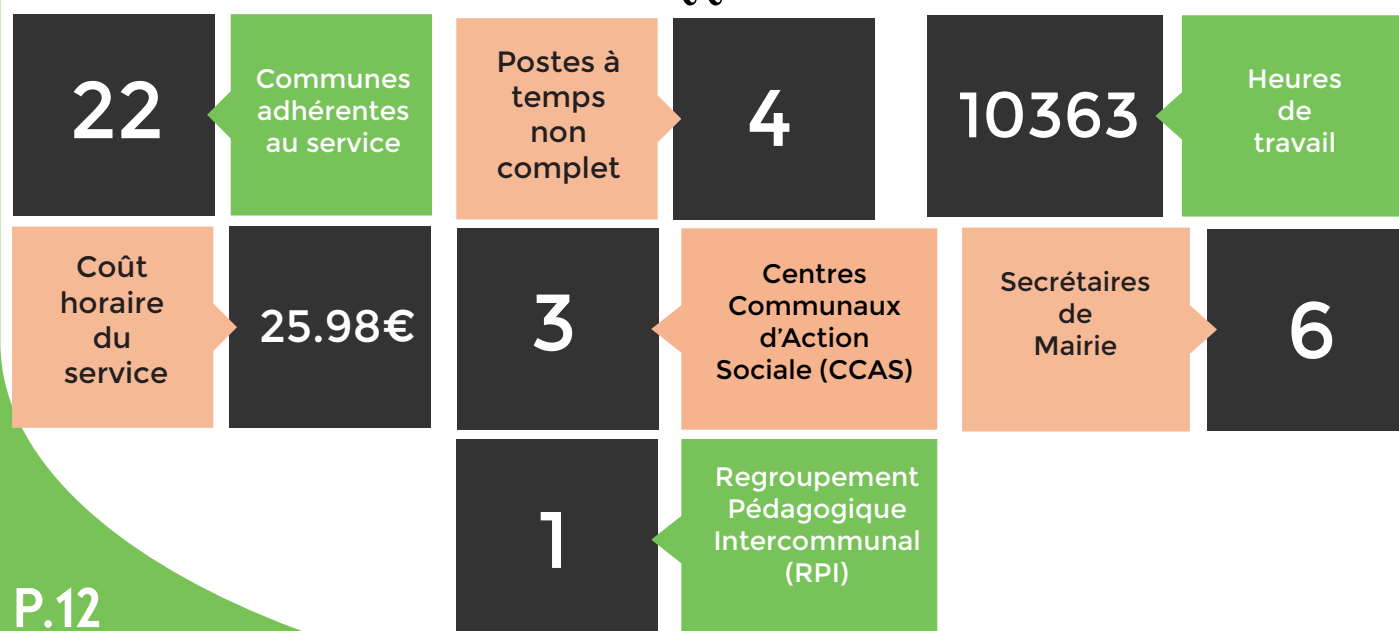 22
Communes
adhérentes
au service
Postes à
temps
non
complet
4
10363
Heures
de
travail
Coût
horaire
du
service
25.98€
3
Centres
Communaux
d'Action
Sociale (CCAS)
Secrétaires
de
Mairie
6
1
Regroupement
Pédagogique
Intercommunal
(RPI)
P.12